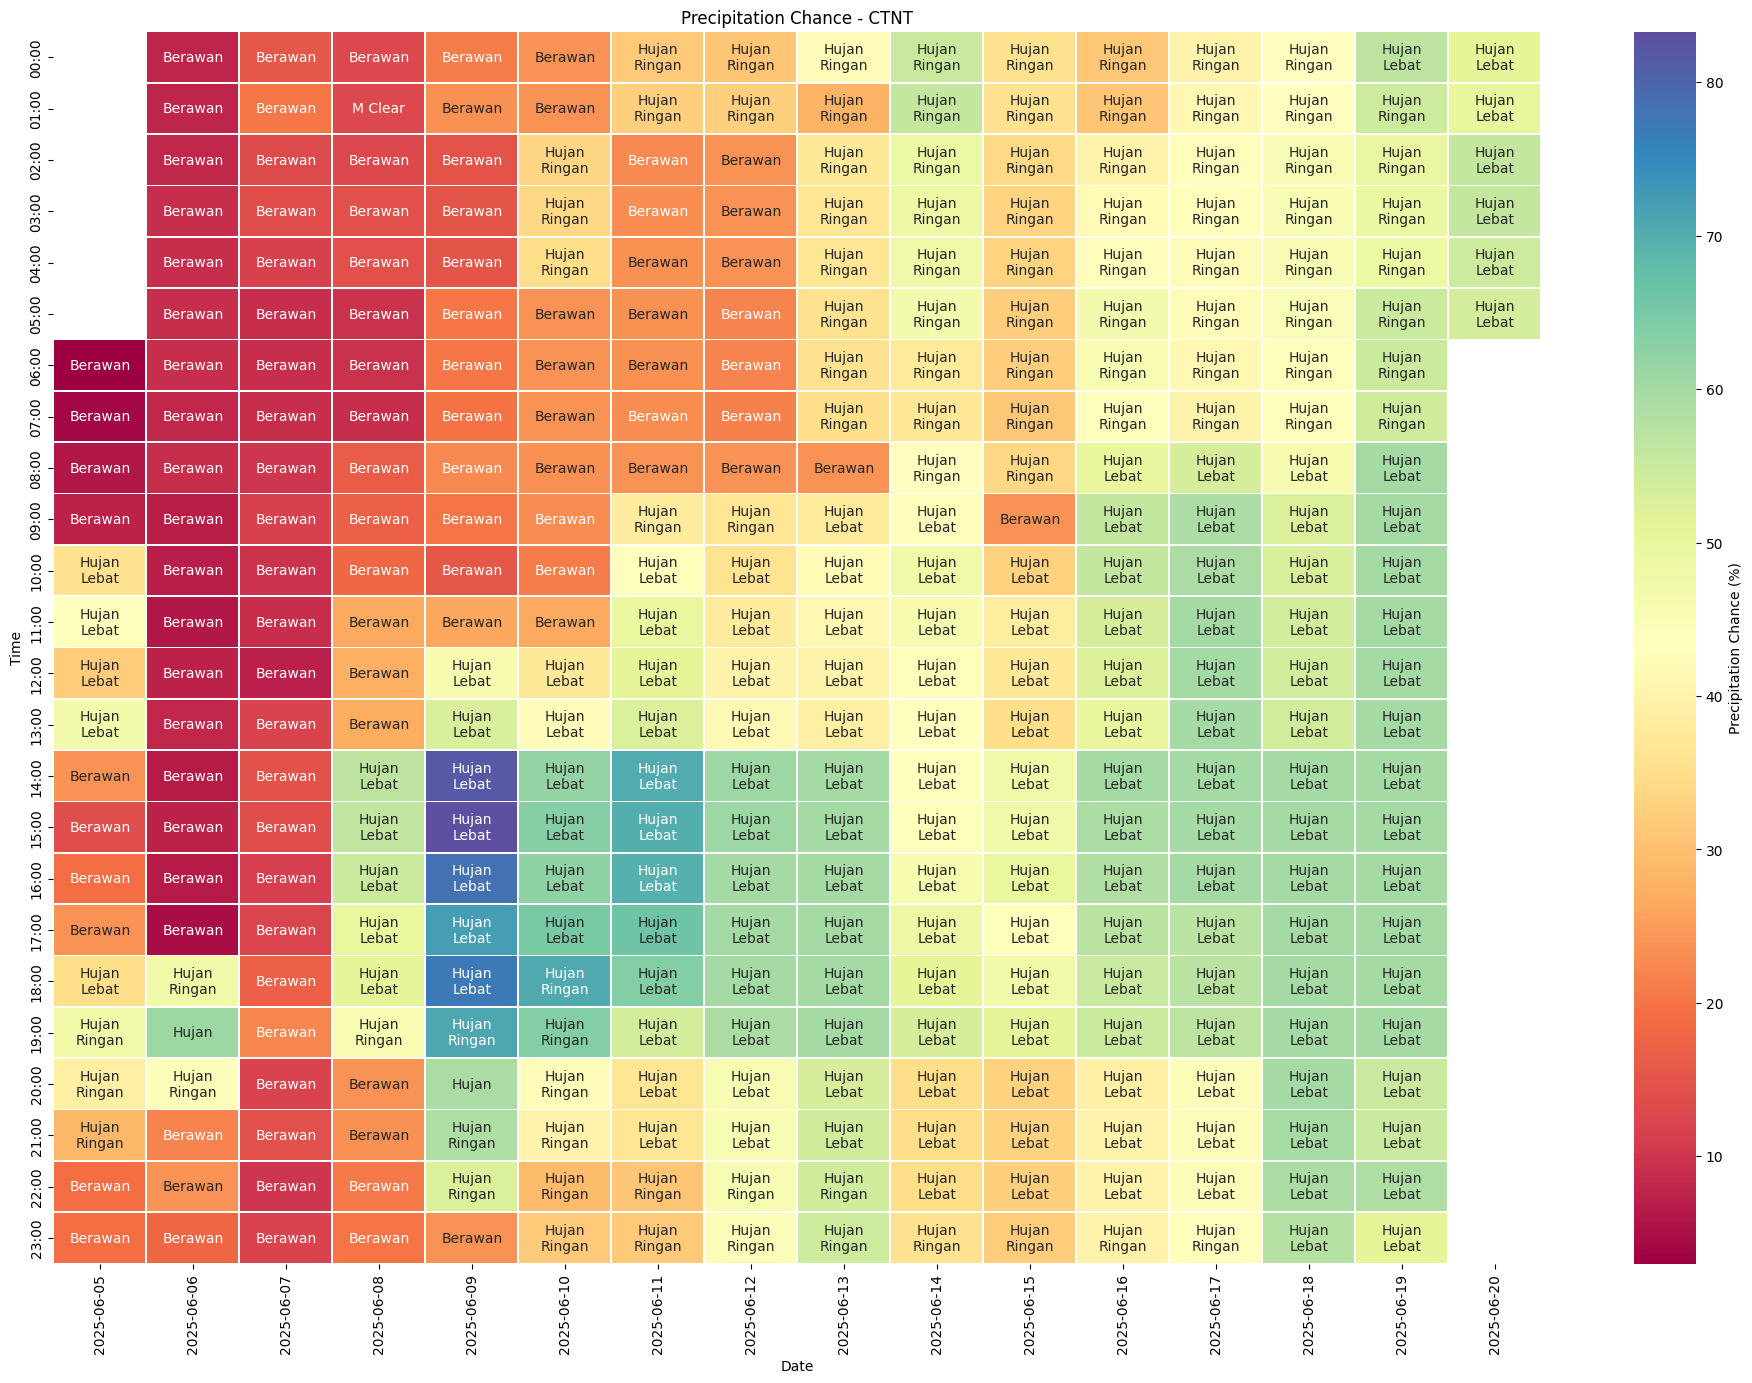 Precipitation Chance - CTNT
00:00 Berawan Berawan Berawan Berawan Berawan Hujan Ringan Hujan Ringan Hujan Ringan Hujan Ringan Hujan Ringan Hujan Ringan Hujan Ringan Hujan Ringan Hujan Lebat Hujan Lebat
01:00 Berawan Berawan M Clear Berawan Berawan Hujan Ringan Hujan Ringan Hujan Ringan Hujan Ringan Hujan Ringan Hujan Ringan Hujan Ringan Hujan Ringan Hujan Ringan Hujan Lebat
02:00 Berawan Berawan Berawan Berawan Hujan Ringan Berawan Berawan Hujan Ringan Hujan Ringan Hujan Ringan Hujan Ringan Hujan Ringan Hujan Ringan Hujan Ringan Hujan Lebat
03:00 Berawan Berawan Berawan Berawan Hujan Ringan Berawan Berawan Hujan Ringan Hujan Ringan Hujan Ringan Hujan Ringan Hujan Ringan Hujan Ringan Hujan Ringan Hujan Lebat
04:00 Berawan Berawan Berawan Berawan Hujan Ringan Berawan Berawan Hujan Ringan Hujan Ringan Hujan Ringan Hujan Ringan Hujan Ringan Hujan Ringan Hujan Ringan Hujan Lebat
05:00 Berawan Berawan Berawan Berawan Berawan Berawan Berawan Hujan Ringan Hujan Ringan Hujan Ringan Hujan Ringan Hujan Ringan Hujan Ringan Hujan Ringan Hujan Lebat
06:00 Berawan Berawan Berawan Berawan Berawan Berawan Berawan Berawan Hujan Ringan Hujan Ringan Hujan Ringan Hujan Ringan Hujan Ringan Hujan Ringan Hujan Ringan
07:00 Berawan Berawan Berawan Berawan Berawan Berawan Berawan Berawan Hujan Ringan Hujan Ringan Hujan Ringan Hujan Ringan Hujan Ringan Hujan Ringan Hujan Ringan
08:00 Berawan Berawan Berawan Berawan Berawan Berawan Berawan Berawan Berawan Hujan Ringan Hujan Ringan Hujan Lebat Hujan Lebat Hujan Lebat Hujan Lebat
09:00 Berawan Berawan Berawan Berawan Berawan Berawan Hujan Ringan Hujan Ringan Hujan Lebat Hujan Lebat Berawan Hujan Lebat Hujan Lebat Hujan Lebat Hujan Lebat
10:00 Hujan Lebat Berawan Berawan Berawan Berawan Berawan Hujan Lebat Hujan Lebat Hujan Lebat Hujan Lebat Hujan Lebat Hujan Lebat Hujan Lebat Hujan Lebat Hujan Lebat
11:00 Hujan Lebat Berawan Berawan Berawan Berawan Berawan Hujan Lebat Hujan Lebat Hujan Lebat Hujan Lebat Hujan Lebat Hujan Lebat Hujan Lebat Hujan Lebat Hujan Lebat
12:00 Hujan Lebat Berawan Berawan Berawan Hujan Lebat Hujan Lebat Hujan Lebat Hujan Lebat Hujan Lebat Hujan Lebat Hujan Lebat Hujan Lebat Hujan Lebat Hujan Lebat Hujan Lebat
13:00 Hujan Lebat Berawan Berawan Berawan Hujan Lebat Hujan Lebat Hujan Lebat Hujan Lebat Hujan Lebat Hujan Lebat Hujan Lebat Hujan Lebat Hujan Lebat Hujan Lebat Hujan Lebat
14:00 Berawan Berawan Berawan Hujan Lebat Hujan Lebat Hujan Lebat Hujan Lebat Hujan Lebat Hujan Lebat Hujan Lebat Hujan Lebat Hujan Lebat Hujan Lebat Hujan Lebat Hujan Lebat
15:00 Berawan Berawan Berawan Hujan Lebat Hujan Lebat Hujan Lebat Hujan Lebat Hujan Lebat Hujan Lebat Hujan Lebat Hujan Lebat Hujan Lebat Hujan Lebat Hujan Lebat Hujan Lebat
16:00 Berawan Berawan Berawan Hujan Lebat Hujan Lebat Hujan Lebat Hujan Lebat Hujan Lebat Hujan Lebat Hujan Lebat Hujan Lebat Hujan Lebat Hujan Lebat Hujan Lebat Hujan Lebat
17:00 Berawan Berawan Berawan Hujan Lebat Hujan Lebat Hujan Lebat Hujan Lebat Hujan Lebat Hujan Lebat Hujan Lebat Hujan Lebat Hujan Lebat Hujan Lebat Hujan Lebat Hujan Lebat
18:00 Hujan Lebat Hujan Ringan Berawan Hujan Lebat Hujan Lebat Hujan Ringan Hujan Lebat Hujan Lebat Hujan Lebat Hujan Lebat Hujan Lebat Hujan Lebat Hujan Lebat Hujan Lebat Hujan Lebat
19:00 Hujan Ringan Hujan Berawan Hujan Ringan Hujan Ringan Hujan Ringan Hujan Lebat Hujan Lebat Hujan Lebat Hujan Lebat Hujan Lebat Hujan Lebat Hujan Lebat Hujan Lebat Hujan Lebat
20:00 Hujan Ringan Hujan Ringan Berawan Berawan Hujan Hujan Ringan Hujan Lebat Hujan Lebat Hujan Lebat Hujan Lebat Hujan Lebat Hujan Lebat Hujan Lebat Hujan Lebat Hujan Lebat
21:00 Hujan Ringan Berawan Berawan Berawan Hujan Ringan Hujan Ringan Hujan Lebat Hujan Lebat Hujan Lebat Hujan Lebat Hujan Lebat Hujan Lebat Hujan Lebat Hujan Lebat Hujan Lebat
22:00 Berawan Berawan Berawan Berawan Hujan Ringan Hujan Ringan Hujan Ringan Hujan Ringan Hujan Ringan Hujan Lebat Hujan Lebat Hujan Lebat Hujan Lebat Hujan Lebat Hujan Lebat
23:00 Berawan Berawan Berawan Berawan Berawan Hujan Ringan Hujan Ringan Hujan Ringan Hujan Ringan Hujan Ringan Hujan Ringan Hujan Ringan Hujan Ringan Hujan Lebat Hujan Lebat
Time
2025-06-05 2025-06-06 2025-06-07 2025-06-08 2025-06-09 2025-06-10 2025-06-11 2025-06-12 2025-06-13 2025-06-14 2025-06-15 2025-06-16 2025-06-17 2025-06-18 2025-06-19 2025-06-20
Date
80
70
60
50
40
30
20
10
Precipitation Chance (%)